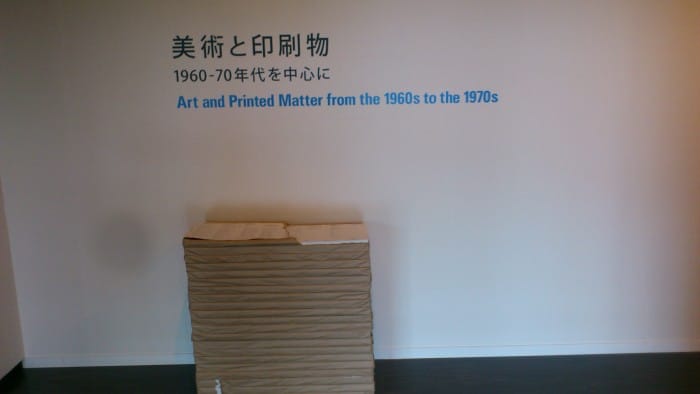 美術と印刷物
1960-70年代を中心に
Art and Printed Matter from the 1960s to the 1970s